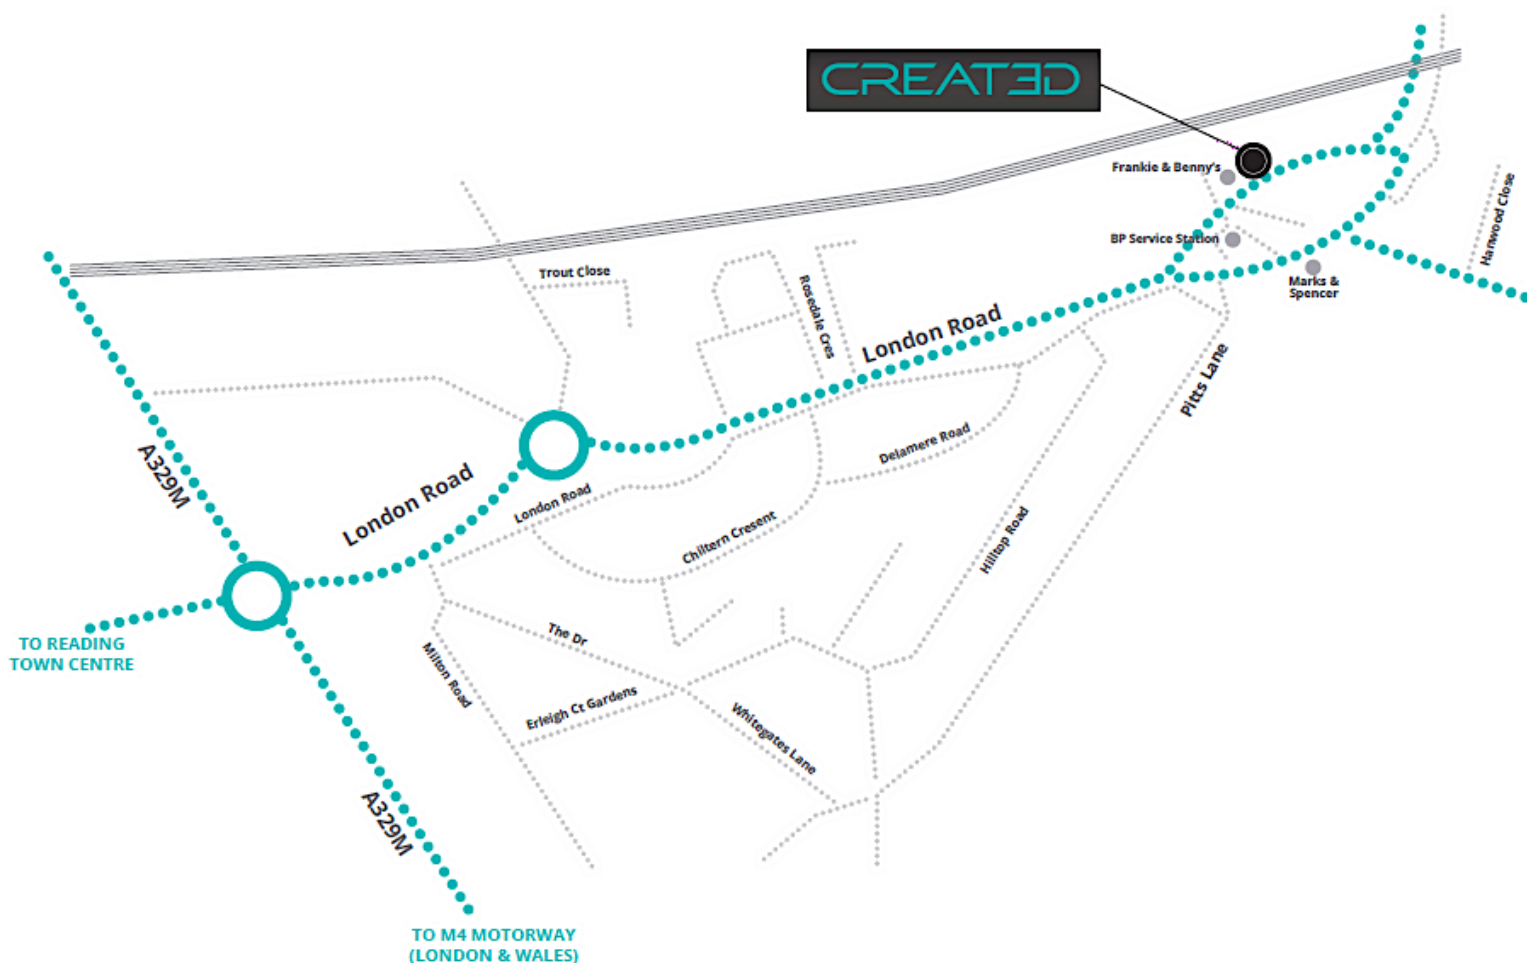 CREAT3D
Frankie & Benny's
BP Service Station
Marks &
Spencer
Hanwood Close
Trout Close
Rosedale Cres
London Road
Pitts Lane
Delamere Road
A329M
London Road
London Road
Chiltern Cresent
Hilltop Road
TO READING
TOWN CENTRE
The Dr
Milton Road
Erleigh Ct Gardens
Whitegates Lane
A329M
TO M4 MOTORWAY
(LONDON & WALES)